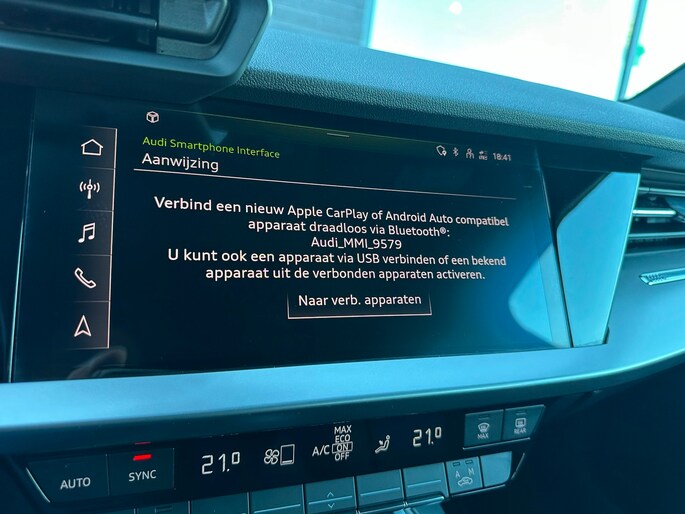 Audi Smartphone Interface
18:41
Aanwijzing
Verbind een nieuw Apple CarPlay of Android Auto compatibel
apparaat draadloos via Bluetooth®:
Audi_MMI_9579
U kunt ook een apparaat via USB verbinden of een bekend
apparaat uit de verbonden apparaten activeren.
Naar verb. apparaten
AUTO
SYNC
21.0
A/C
MAX
ECO
ON
OFF
21.0
MAX
REAR
A M